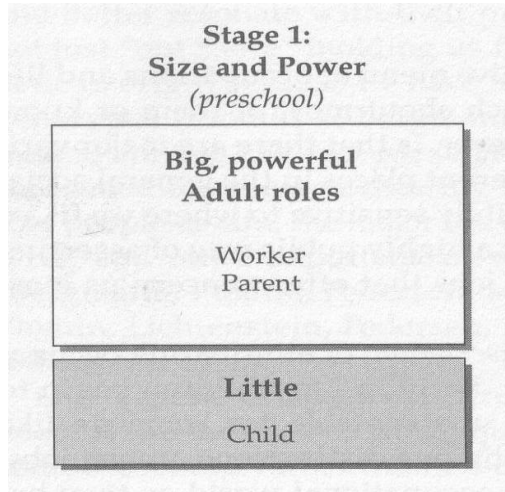 Stage 1:
Size and Power
(preschool)
Big, powerful
Adult roles
Worker
Parent
Little
Child